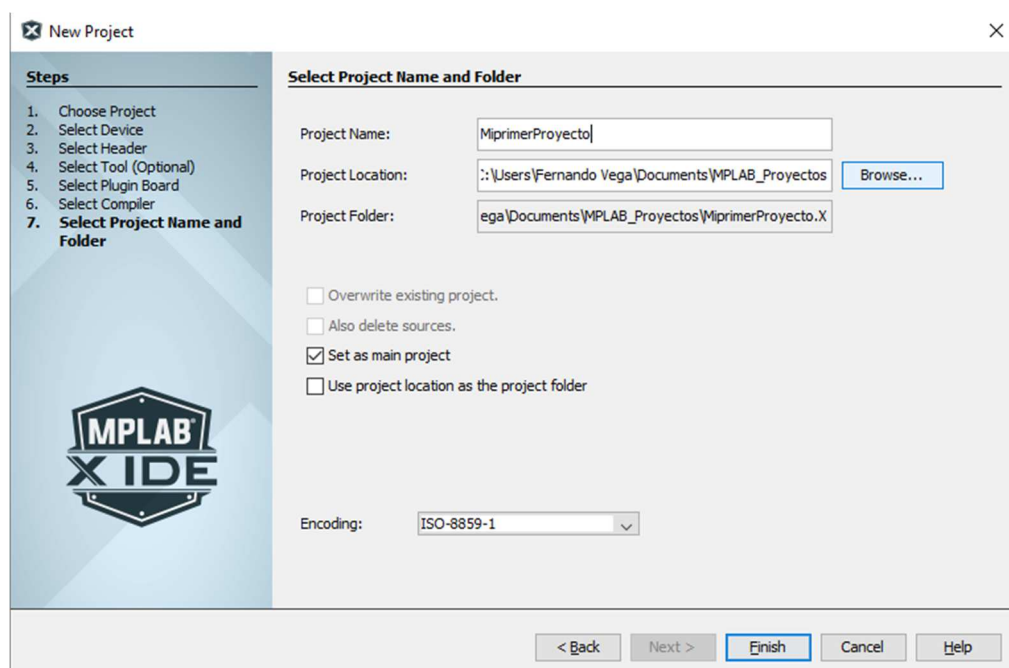 New Project
Steps
1. Choose Project
2. Select Device
3. Select Header
4. Select Tool (Optional)
5. Select Plugin Board
6. Select Compiler
7. Select Project Name and
Folder
MPLAB
X IDE
Select Project Name and Folder
Project Name: MiprimerProyecto
Project Location: :\Users\Fernando Vega\Documents\MPLAB_Proyectos Browse...
Project Folder: ega\Documents\MPLAB_Proyectos\MiprimerProyecto.X
Overwrite existing project.
Also delete sources.
Set as main project
Use project location as the project folder
Encoding: ISO-8859-1
< Back Next > Finish Cancel Help